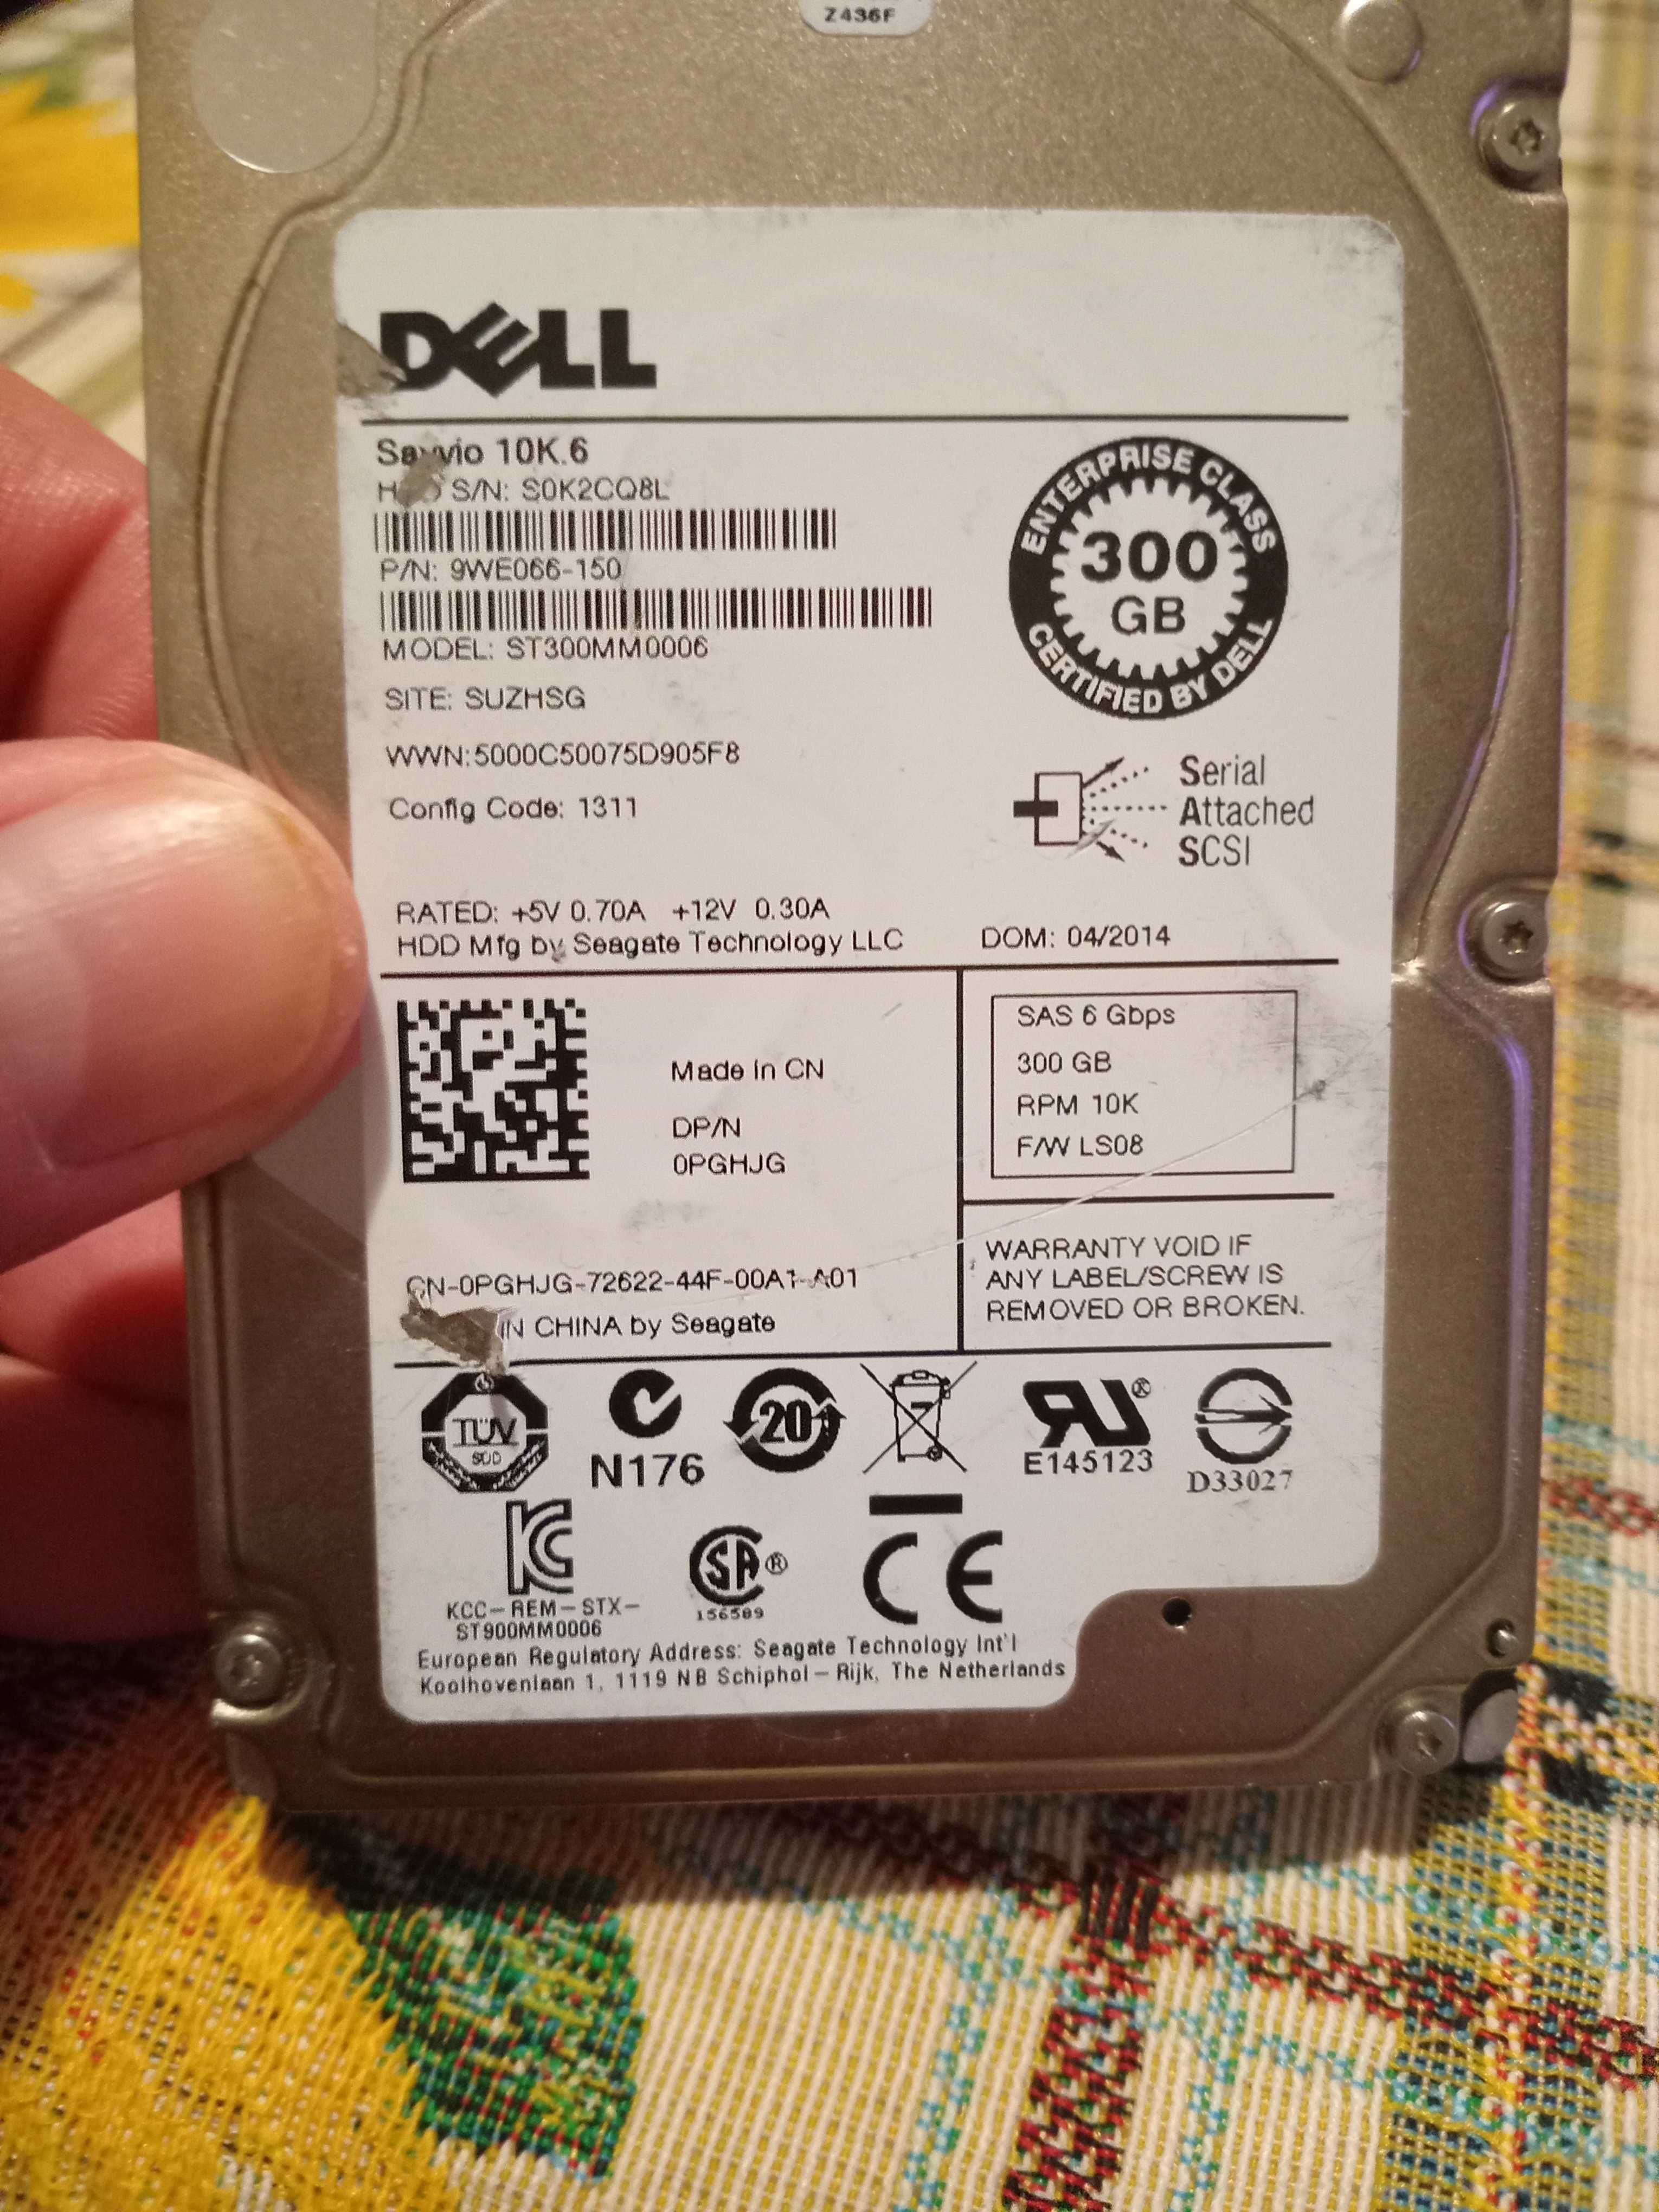 Z436F
DELL
Savvio 10K.6
S/N: S0K2CQ8L
P/N: 9WE066-150
MODEL: ST300MM0006
SITE: SUZHSG
WWN:5000C50075D905F8
Config Code: 1311
ENTERPRISE CLASS
300
GB
CERTIFIED BY DELL
Serial
Attached
SCSI
RATED: +5V 0.70A +12V 0.30A
HDD Mfg by Seagate Technology LLC
DOM: 04/2014
Made in CN
DP/N
0PGHJG
SAS 6 Gbps
300 GB
RPM 10K
F/W LS08
CN-0PGHJG-72622-44F-00A1-A01
IN CHINA by Seagate
WARRANTY VOID IF
ANY LABEL/SCREW IS
REMOVED OR BROKEN.
TÜV
SÜD
N176
20
RU®
E145123
D33027
KC
KCC-REM-STX-
ST900MM0006
SA®
156589
CE
European Regulatory Address: Seagate Technology Int'l
Koolhovenlaan 1, 1119 NB Schiphol-Rijk, The Netherlands